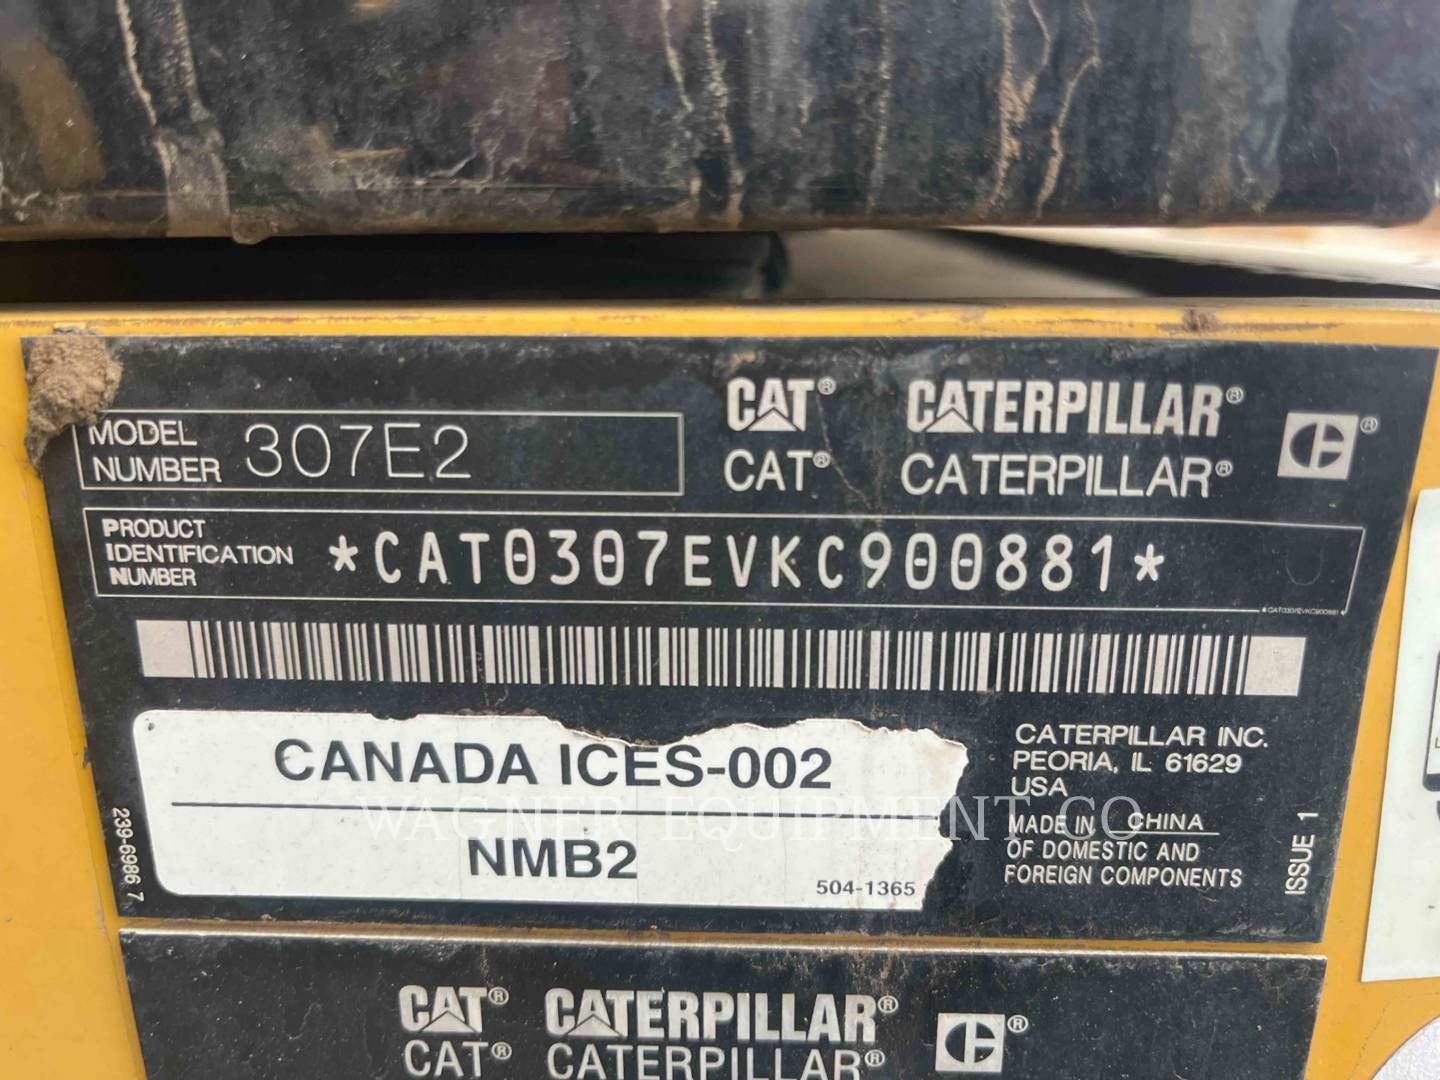 MODEL
NUMBER 307E2
CAT® CATERPILLAR®
CAT® CATERPILLAR®
PRODUCT
IDENTIFICATION
NUMBER
*CAT0307EVKC900881*
*CAT0307EVKC900881*
CANADA ICES-002
NMB2
504-1365
CATERPILLAR INC.
PEORIA, IL 61629
USA
MADE IN CHINA
OF DOMESTIC AND
FOREIGN COMPONENTS
ISSUE 1
239-6986 7
WAGNER EQUIPMENT CO
CAT® CATERPILLAR®
CAT® CATERPILLAR®